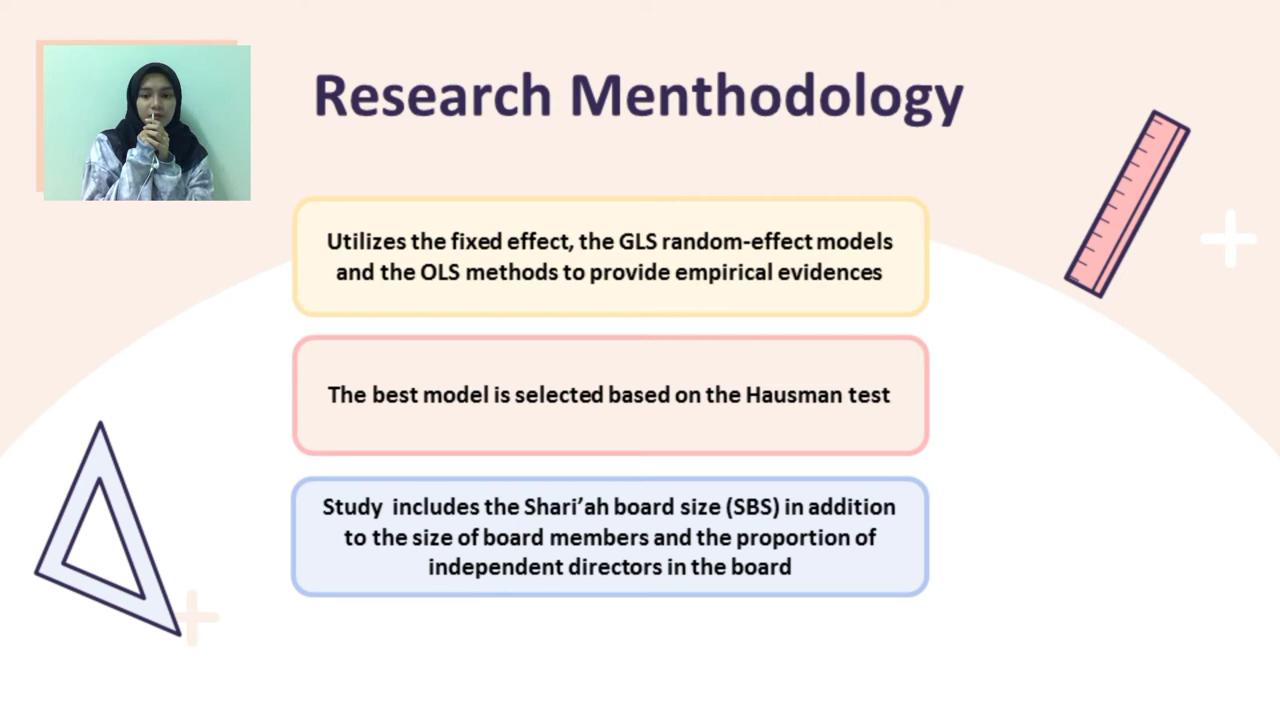 Research Menthodology
Utilizes the fixed effect, the GLS random-effect models
and the OLS methods to provide empirical evidences
The best model is selected based on the Hausman test
Study includes the Shari’ah board size (SBS) in addition
to the size of board members and the proportion of
independent directors in the board